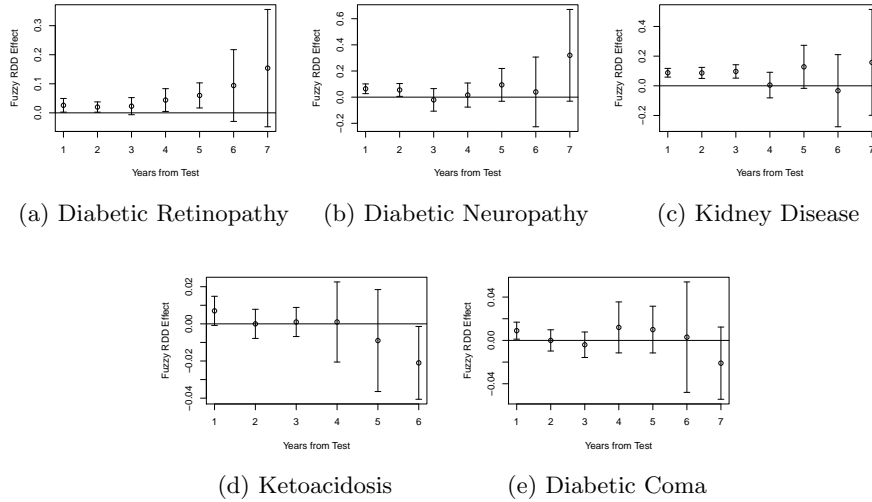 Fuzzy RDD Effect
0.3
0.2
0.1
0.0
1 2 3 4 5 6 7
Years from Test
(a) Diabetic Retinopathy
Fuzzy RDD Effect
0.6
0.4
0.2
0.0
−0.2
1 2 3 4 5 6 7
Years from Test
(b) Diabetic Neuropathy
Fuzzy RDD Effect
0.4
0.2
0.0
−0.2
1 2 3 4 5 6 7
Years from Test
(c) Kidney Disease
Fuzzy RDD Effect
0.02
0.00
−0.02
−0.04
1 2 3 4 5 6
Years from Test
(d) Ketoacidosis
Fuzzy RDD Effect
0.04
0.00
−0.04
1 2 3 4 5 6 7
Years from Test
(e) Diabetic Coma